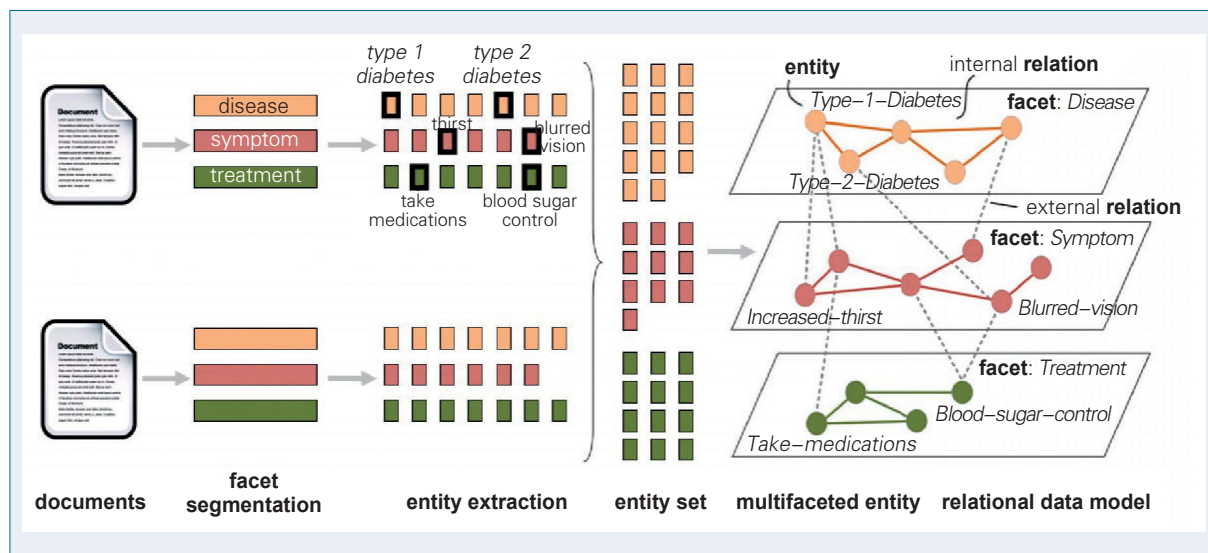 type 1
diabetes
type 2
diabetes
Document
disease
symptom
treatment
thirst
blurred
vision
take
medications
blood sugar
control
entity
internal relation
Type–1–Diabetes
facet: Disease
Type–2–Diabetes
external relation
facet: Symptom
Increased–thirst
Blurred–vision
facet: Treatment
Blood–sugar–control
Take–medications
Document
documents
facet
segmentation
entity extraction
entity set
multifaceted entity
relational data model